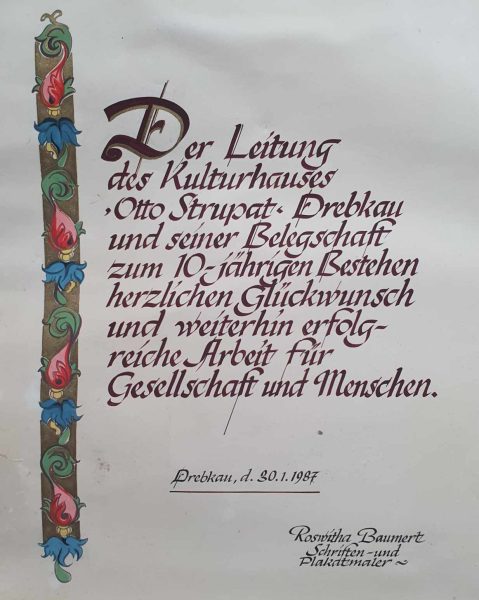 Der Leitung
des Kulturhauses
›Otto Strupat‹ Drebkau
und seiner Belegschaft
zum 10-jährigen Bestehen
herzlichen Glückwunsch
und weiterhin erfolg-
reiche Arbeit für
Gesellschaft und Menschen.
Drebkau, d. 30.1.1987
Roswitha Baumert
Schriften- und
Plakatmaler ~